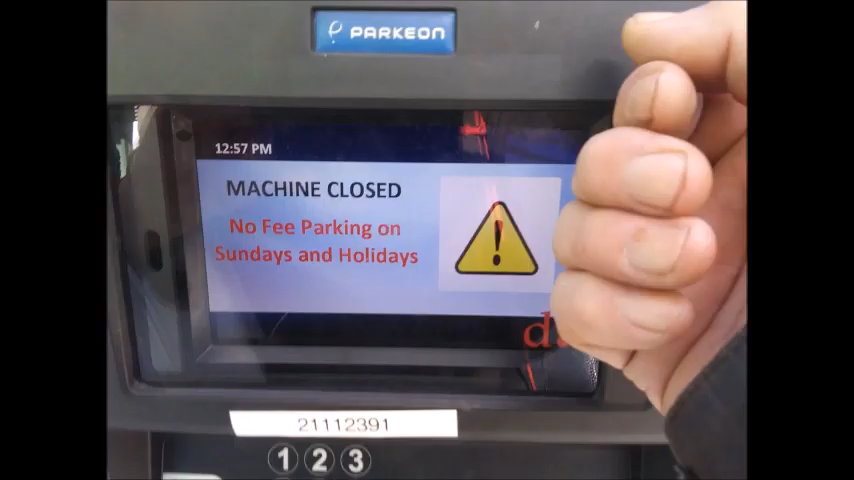 PARKEON
12:57 PM
MACHINE CLOSED
No Fee Parking on
Sundays and Holidays
21112391
1 2 3